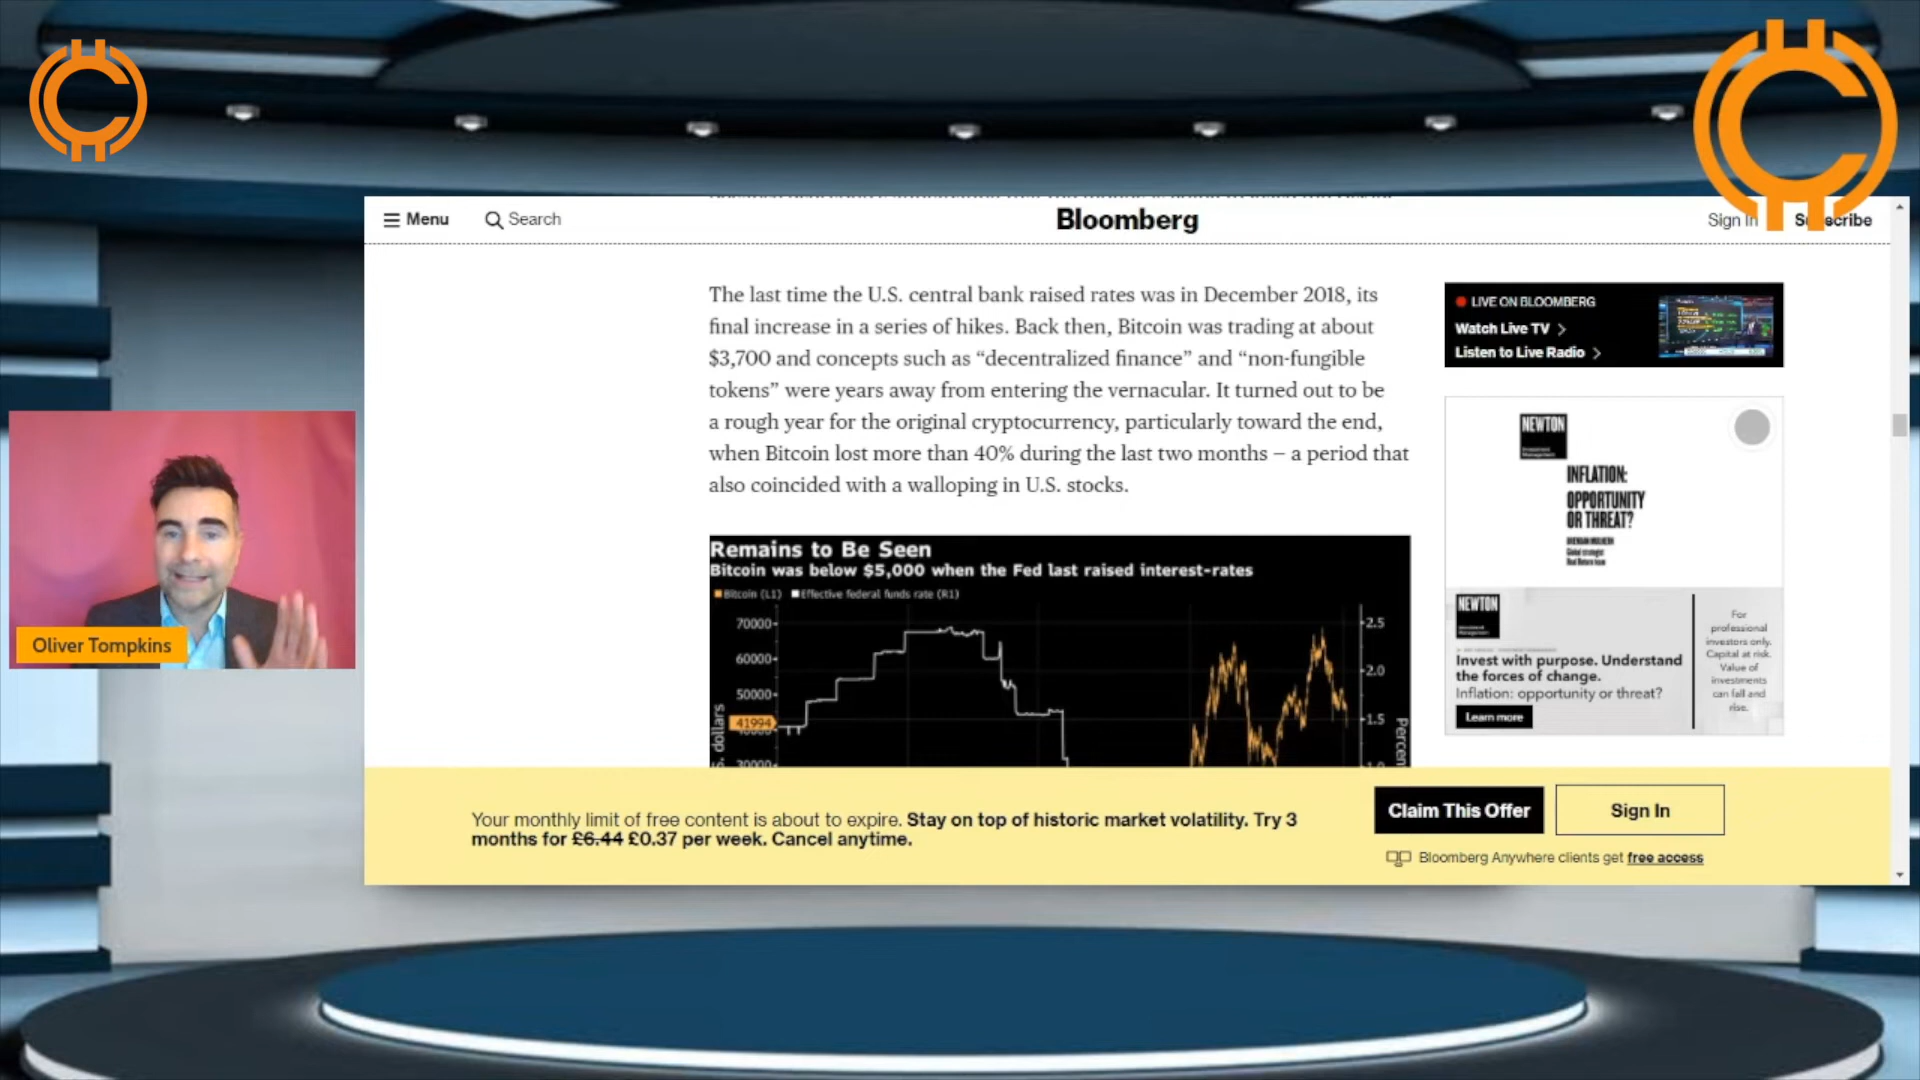 Menu
Search
Bloomberg
Sign In
The last time the U.S. central bank raised rates was in December 2018, its
final increase in a series of hikes. Back then, Bitcoin was trading at about
$3,700 and concepts such as “decentralized finance” and “non-fungible
tokens” were years away from entering the vernacular. It turned out to be
a rough year for the original cryptocurrency, particularly toward the end,
when Bitcoin lost more than 40% during the last two months – a period that
also coincided with a walloping in U.S. stocks.
LIVE ON BLOOMBERG
Watch Live TV
Listen to Live Radio
NEWTON
Investment Management
INFLATION:
OPPORTUNITY
OR THREAT?
NEWTON
Investment Management
Invest with purpose. Understand
the forces of change.
Inflation: opportunity or threat?
Learn more
For
professional
investors only.
Capital at risk.
Value of
investments
can fall and
rise.
Oliver Tompkins
Remains to Be Seen
Bitcoin was below $5,000 when the Fed last raised interest-rates
Bitcoin (L1) Effective federal funds rate (R1)
70000
60000
50000
41994
30000
2.5
2.0
1.5
dollars
Your monthly limit of free content is about to expire. Stay on top of historic market volatility. Try 3
months for £6.44 £0.37 per week. Cancel anytime.
Claim This Offer
Sign In
Bloomberg Anywhere clients get free access